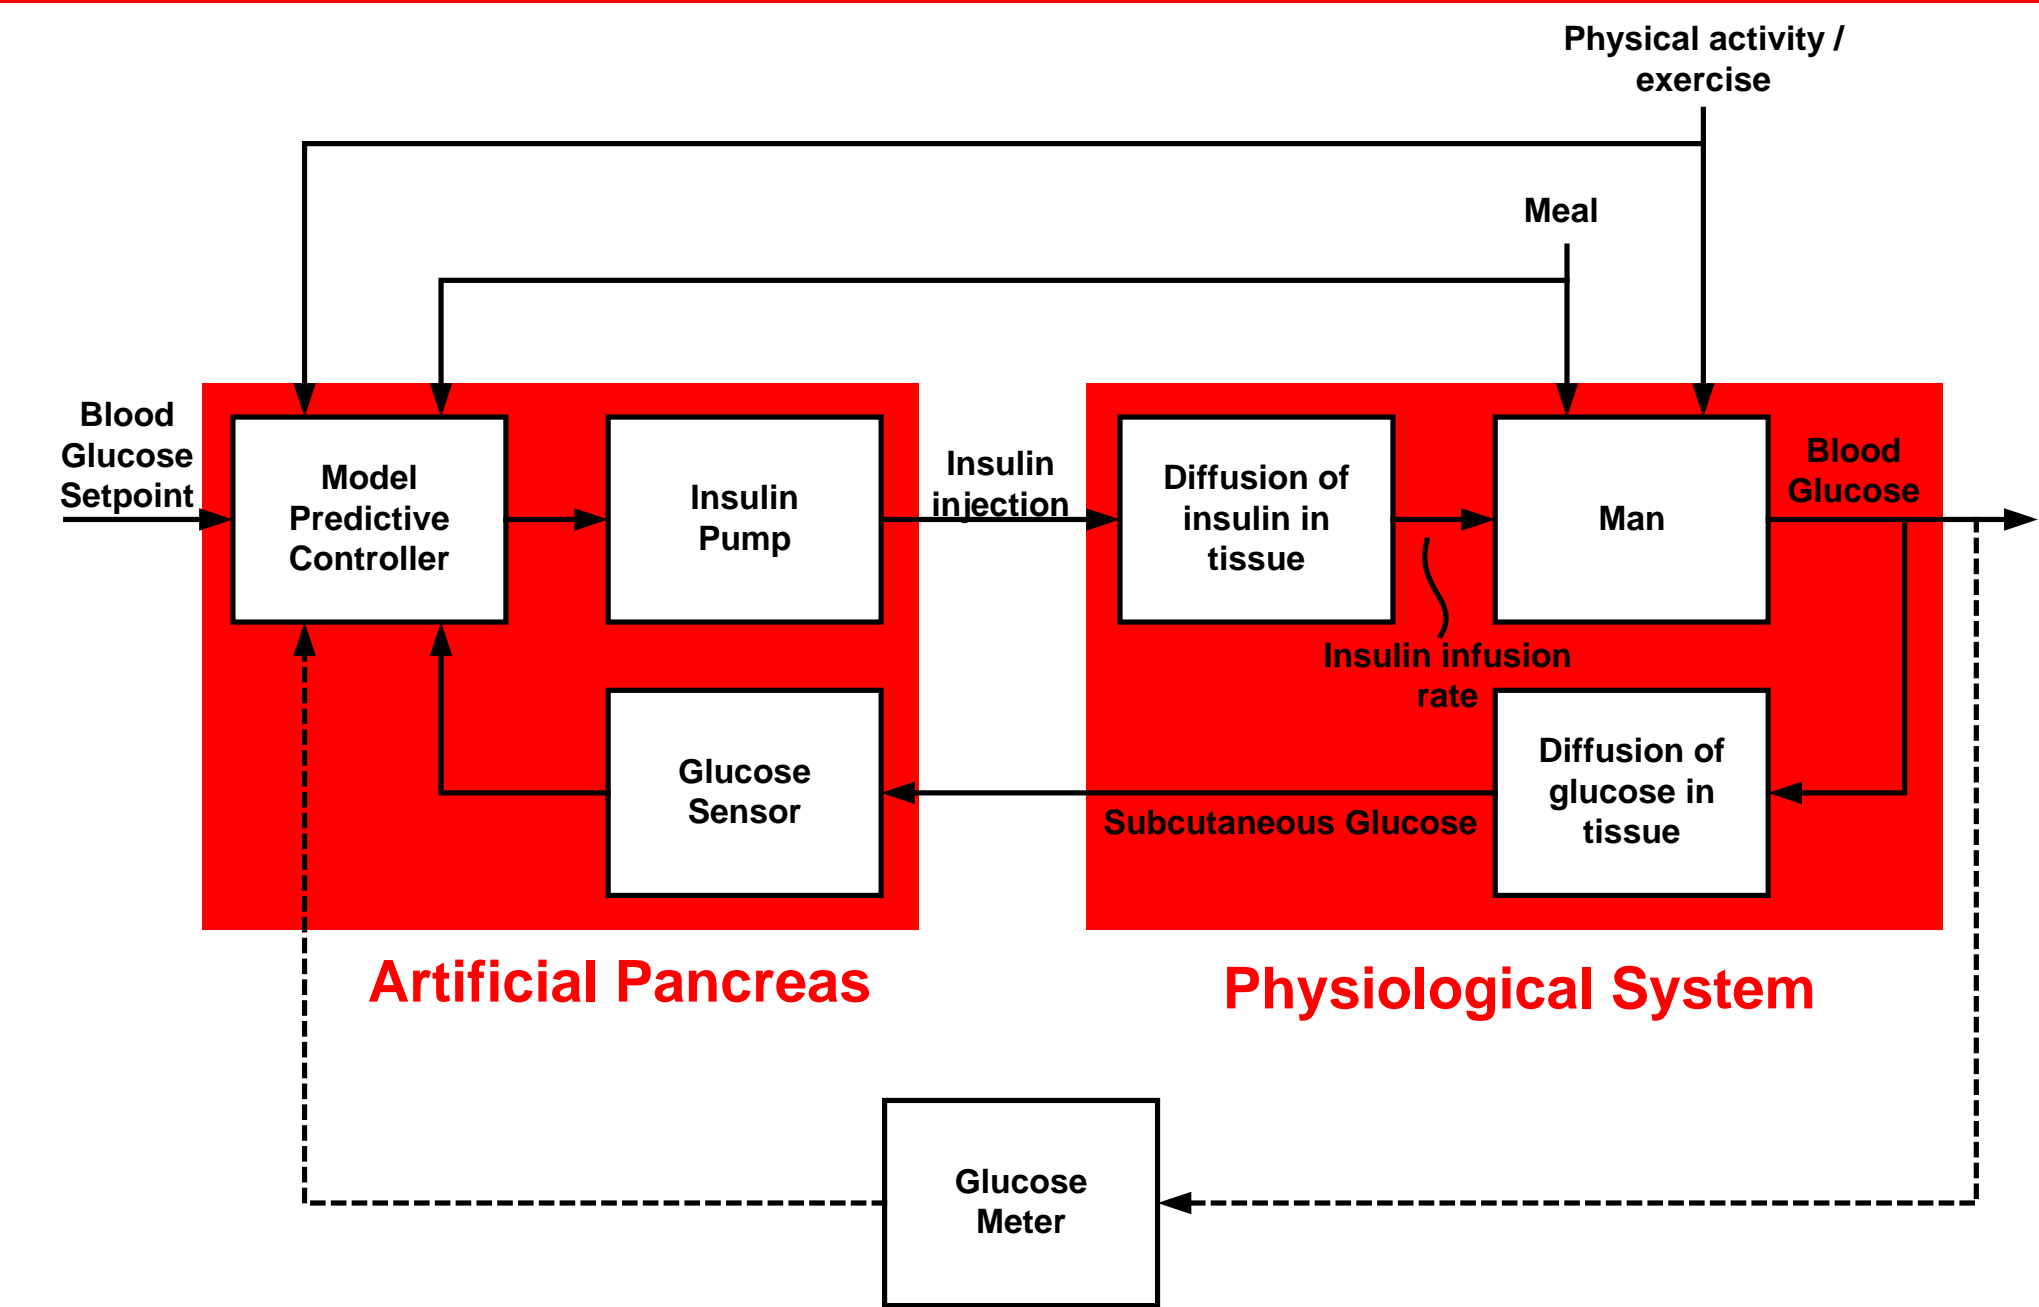 Physical activity /
exercise
Meal
Blood
Glucose
Setpoint
Model
Predictive
Controller
Insulin
Pump
Insulin
injection
Diffusion of
insulin in
tissue
Man
Blood
Glucose
Insulin infusion
rate
Glucose
Sensor
Subcutaneous Glucose
Diffusion of
glucose in
tissue
Artificial Pancreas
Physiological System
Glucose
Meter